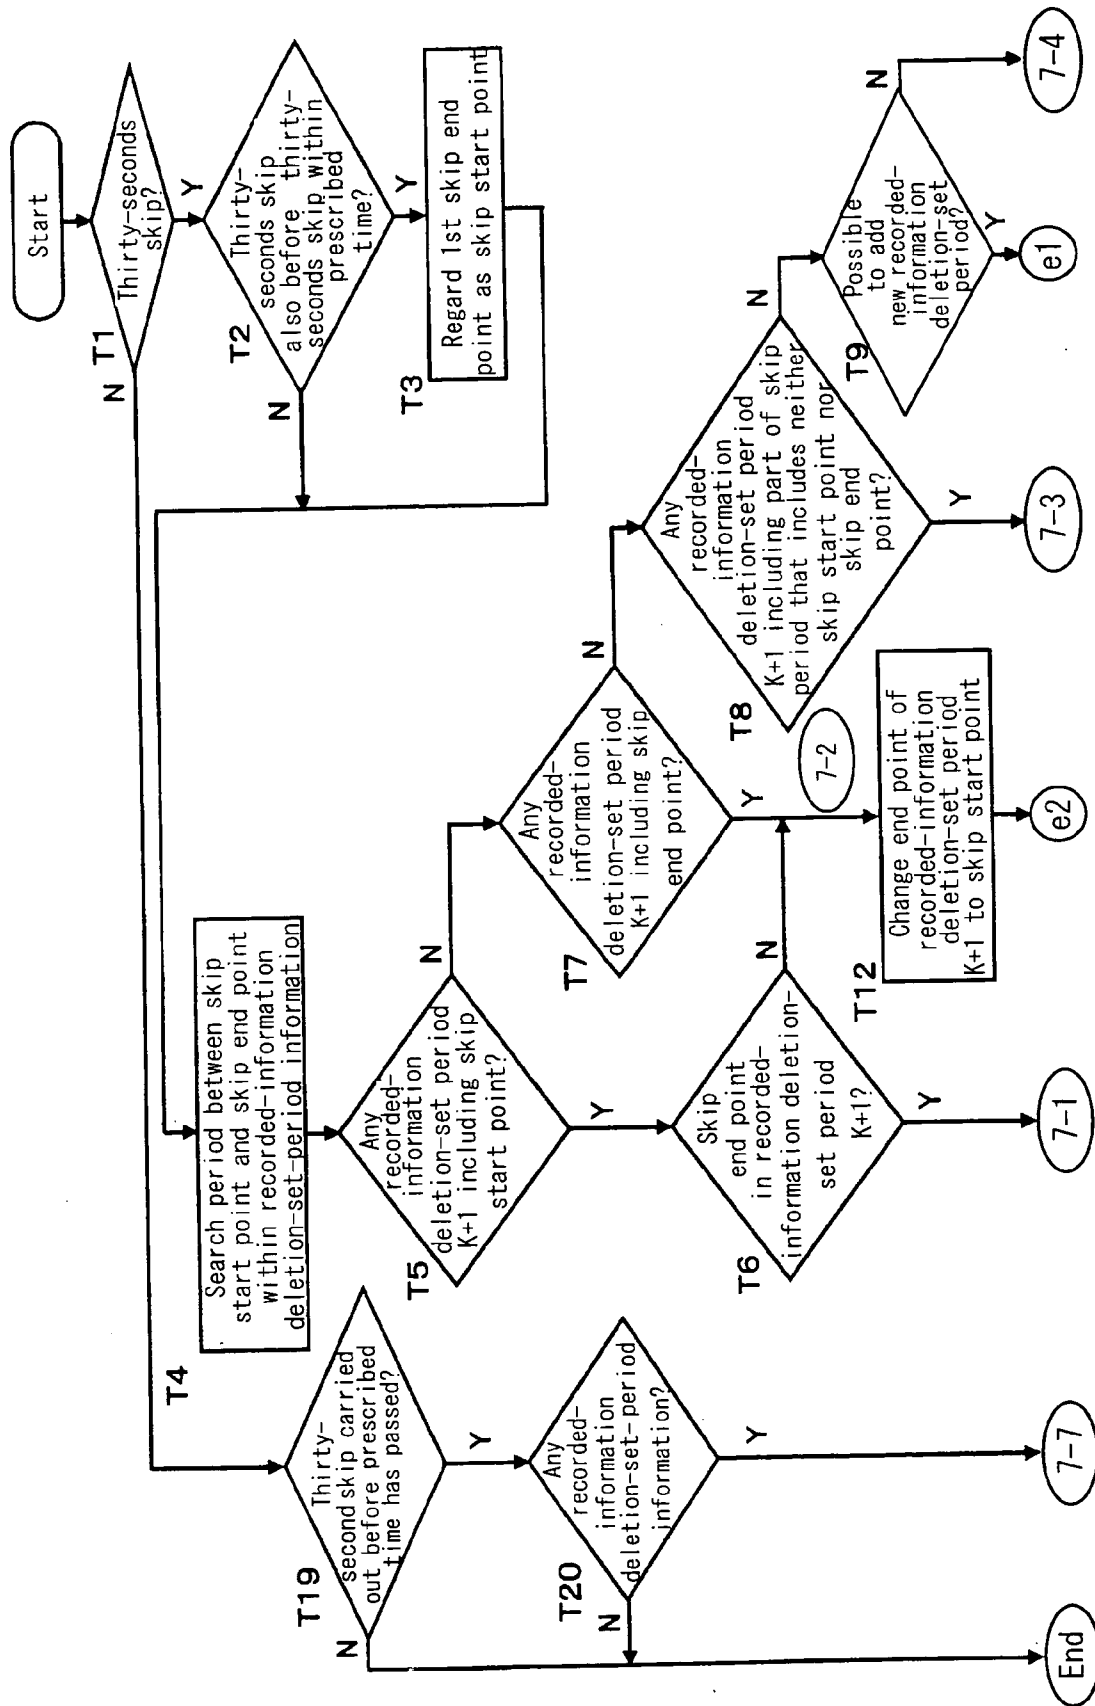 Start
T1
Thirty-seconds
skip?
N
Y
T2
Thirty-
seconds skip
also before thirty-
seconds skip within
prescribed
time?
N
Y
T3
Regard 1st skip end
point as skip start point
T4
Search period between skip
start point and skip end point
within recorded-information
deletion-set-period information
T5
Any
recorded-
information
deletion-set period
K+1 including skip
start point?
N
Y
T6
Skip
end point
in recorded-
information deletion-
set period
K+1?
N
Y
7-1
T7
Any
recorded-
information
deletion-set period
K+1 including skip
end point?
N
Y
7-2
T12
Change end point of
recorded-information
deletion-set period
K+1 to skip start point
e2
T8
Any
recorded-
information
deletion-set period
K+1 including part of skip
period that includes neither
skip start point nor
skip end
point?
N
Y
7-3
T9
Possible
to add
new recorded-
information
deletion-set
period?
N
Y
e1
7-4
T19
Thirty-
second skip carried
out before prescribed
time has passed?
N
Y
T20
Any
recorded-
information
deletion-set-period
information?
N
Y
7-7
End